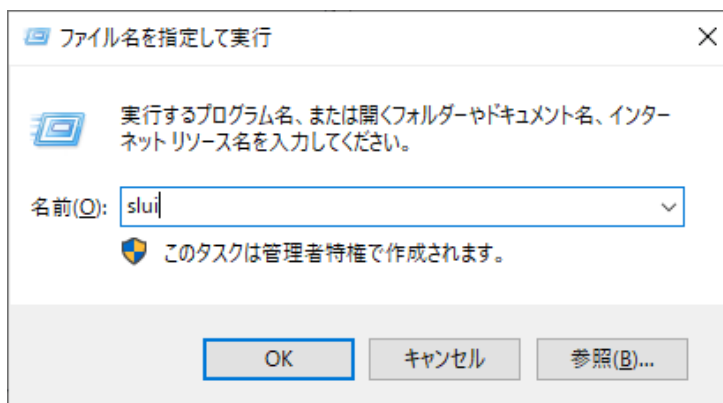 ファイル名を指定して実行
実行するプログラム名、または開くフォルダーやドキュメント名、インター
ネット リソース名を入力してください。
名前(O): slui
このタスクは管理者特権で作成されます。
OK キャンセル 参照(B)...